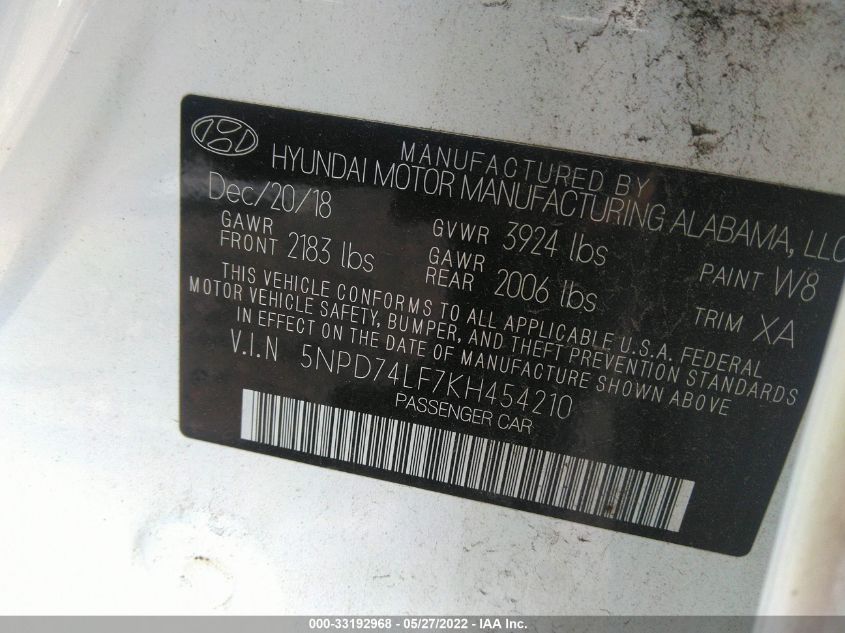 MANUFACTURED BY
HYUNDAI MOTOR MANUFACTURING ALABAMA, LLC
Dec/20/18
GAWR FRONT 2183 lbs
GVWR 3924 lbs
GAWR REAR 2006 lbs
PAINT W8
TRIM XA
THIS VEHICLE CONFORMS TO ALL APPLICABLE U.S.A. FEDERAL
MOTOR VEHICLE SAFETY, BUMPER, AND THEFT PREVENTION STANDARDS
IN EFFECT ON THE DATE OF MANUFACTURE SHOWN ABOVE
V.I.N 5NPD74LF7KH454210
PASSENGER CAR
000-33192968 - 05/27/2022 - IAA Inc.